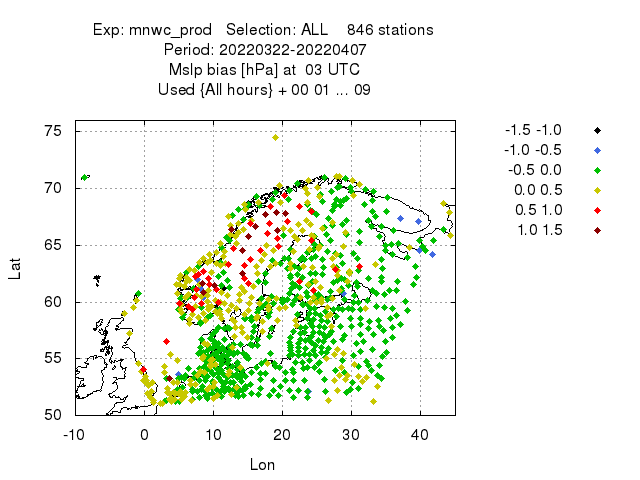 Exp: mnwc_prod   Selection: ALL    846 stations
Period: 20220322-20220407
Mslp bias [hPa] at  03 UTC
Used {All hours} + 00 01 ... 09
-1.5 -1.0
-1.0 -0.5
-0.5 0.0
0.0 0.5
0.5 1.0
1.0 1.5
75
70
65
60
55
50
Lat
-10 0 10 20 30 40
Lon